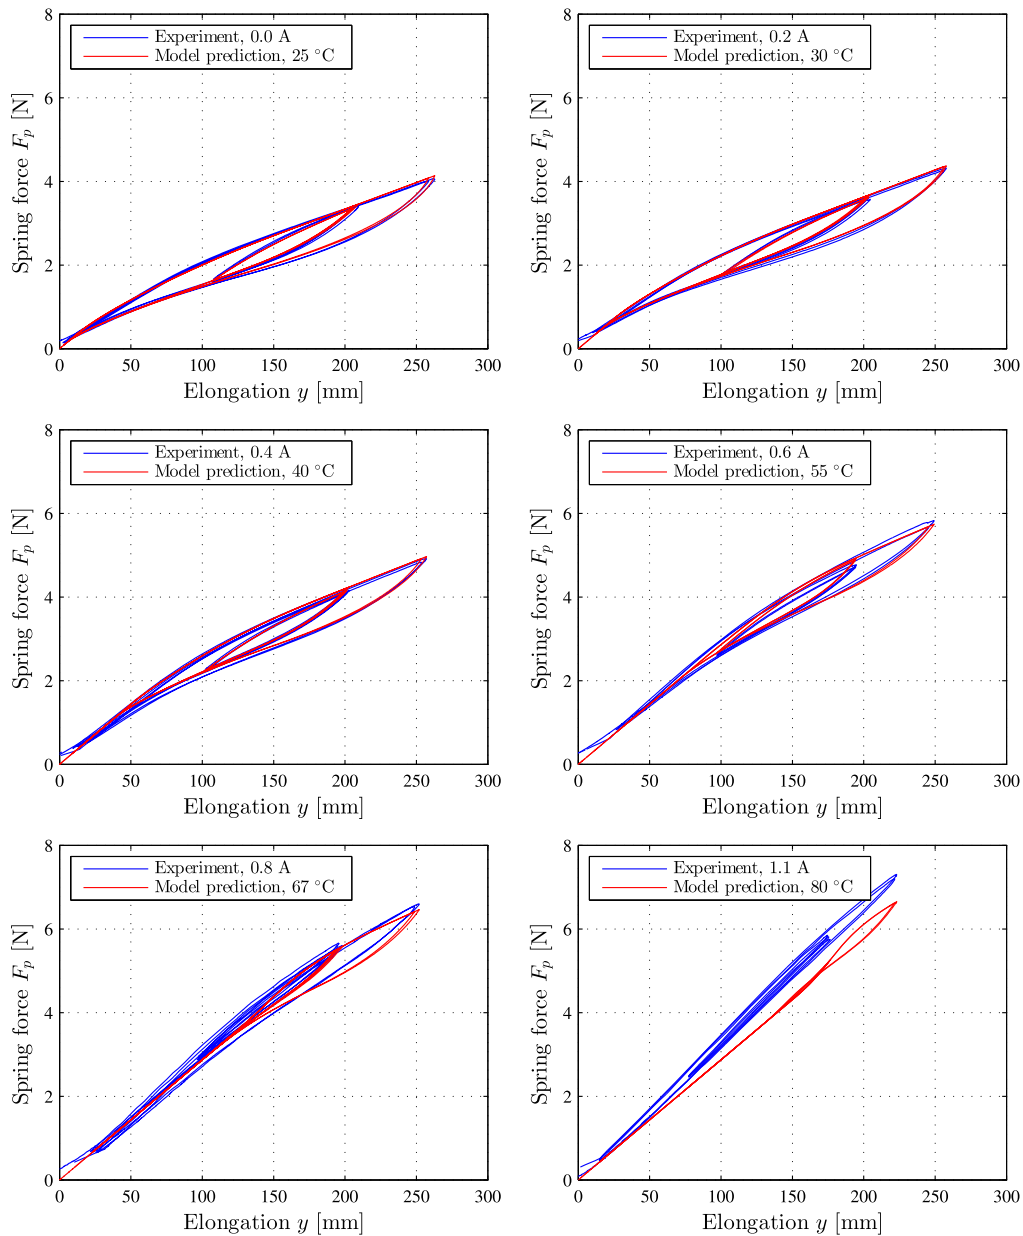 8
6
4
2
0
Spring force Fp [N]
Experiment, 0.0 A
Model prediction, 25 °C
0 50 100 150 200 250 300
Elongation y [mm]
8
6
4
2
0
Spring force Fp [N]
Experiment, 0.2 A
Model prediction, 30 °C
0 50 100 150 200 250 300
Elongation y [mm]
8
6
4
2
0
Spring force Fp [N]
Experiment, 0.4 A
Model prediction, 40 °C
0 50 100 150 200 250 300
Elongation y [mm]
8
6
4
2
0
Spring force Fp [N]
Experiment, 0.6 A
Model prediction, 55 °C
0 50 100 150 200 250 300
Elongation y [mm]
8
6
4
2
0
Spring force Fp [N]
Experiment, 0.8 A
Model prediction, 67 °C
0 50 100 150 200 250 300
Elongation y [mm]
8
6
4
2
0
Spring force Fp [N]
Experiment, 1.1 A
Model prediction, 80 °C
0 50 100 150 200 250 300
Elongation y [mm]